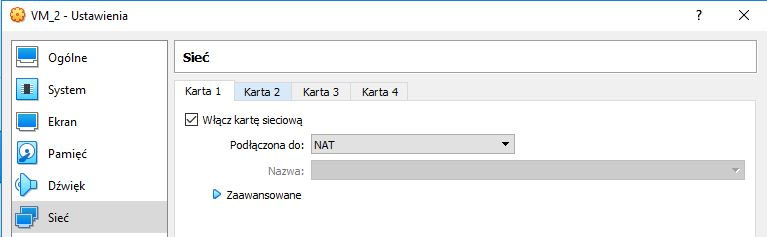 VM_2 - Ustawienia ? ×
Ogólne
System
Ekran
Pamięć
Dźwięk
Sieć
Sieć
Karta 1 Karta 2 Karta 3 Karta 4
Włącz kartę sieciową
Podłączona do: NAT
Nazwa:
Zaawansowane